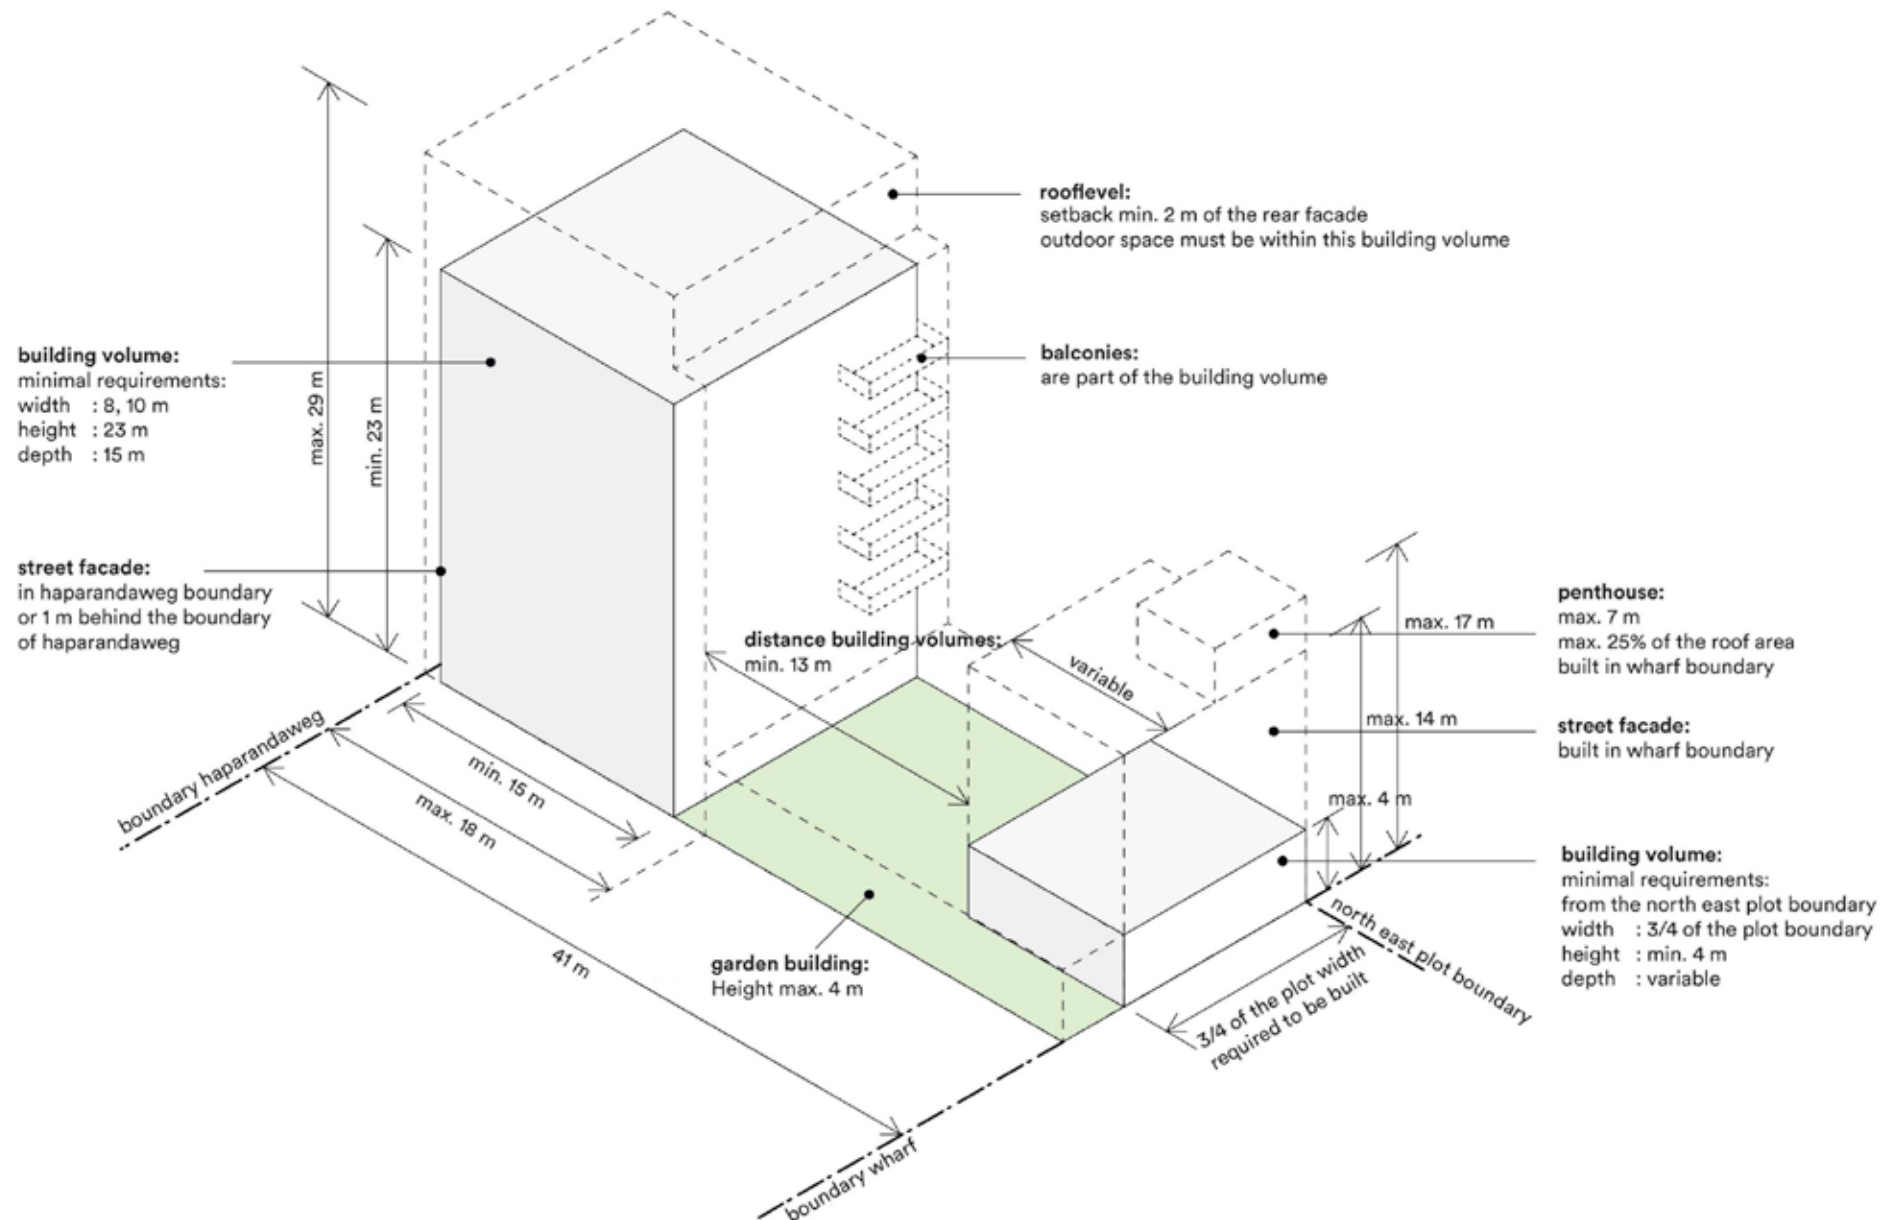 rooflevel:
setback min. 2 m of the rear facade
outdoor space must be within this building volume
building volume:
minimal requirements:
width : 8, 10 m
height : 23 m
depth : 15 m
max. 29 m
min. 23 m
balconies:
are part of the building volume
street facade:
in haparandaweg boundary
or 1 m behind the boundary
of haparandaweg
distance building volumes:
min. 13 m
variable
max. 17 m
penthouse:
max. 7 m
max. 25% of the roof area
built in wharf boundary
max. 14 m
street facade:
built in wharf boundary
max. 4 m
boundary haparandaweg
min. 15 m
max. 18 m
41 m
garden building:
Height max. 4 m
building volume:
minimal requirements:
from the north east plot boundary
width : 3/4 of the plot boundary
height : min. 4 m
depth : variable
north east plot boundary
3/4 of the plot width
required to be built
boundary wharf